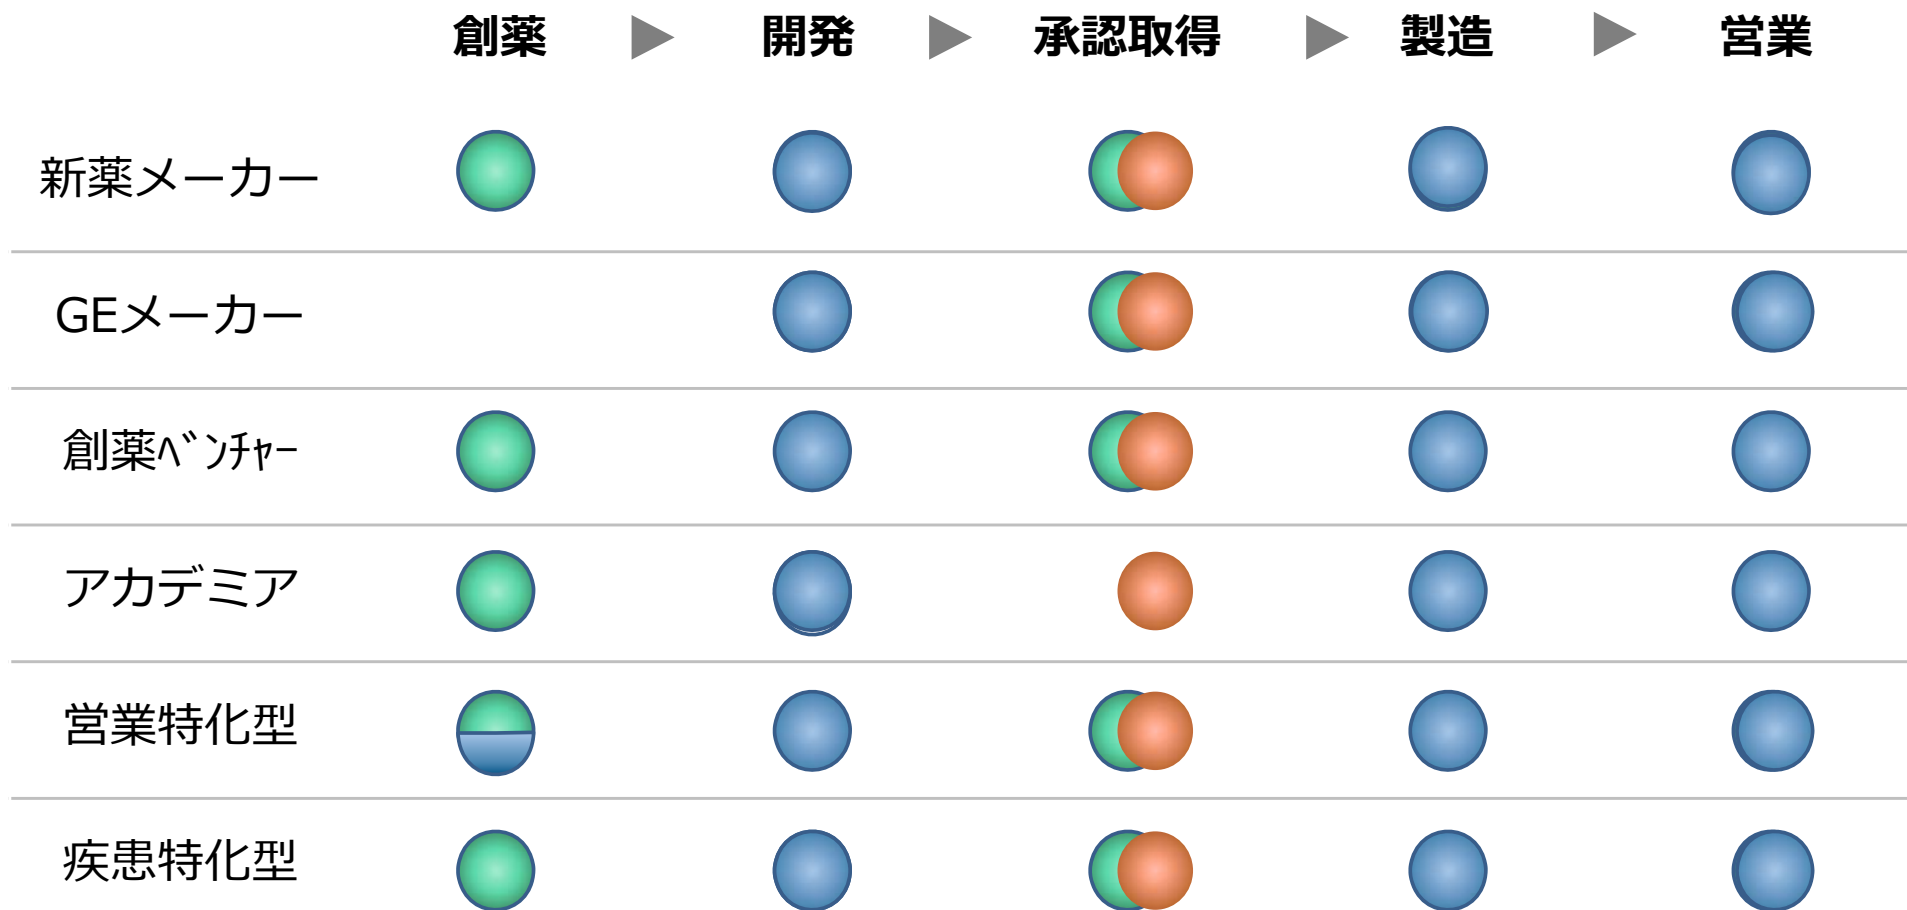 創薬 ▶ 開発 ▶ 承認取得 ▶ 製造 ▶ 営業
新薬メーカー
GEメーカー
創薬ﾍﾞﾝﾁｬｰ
アカデミア
営業特化型
疾患特化型